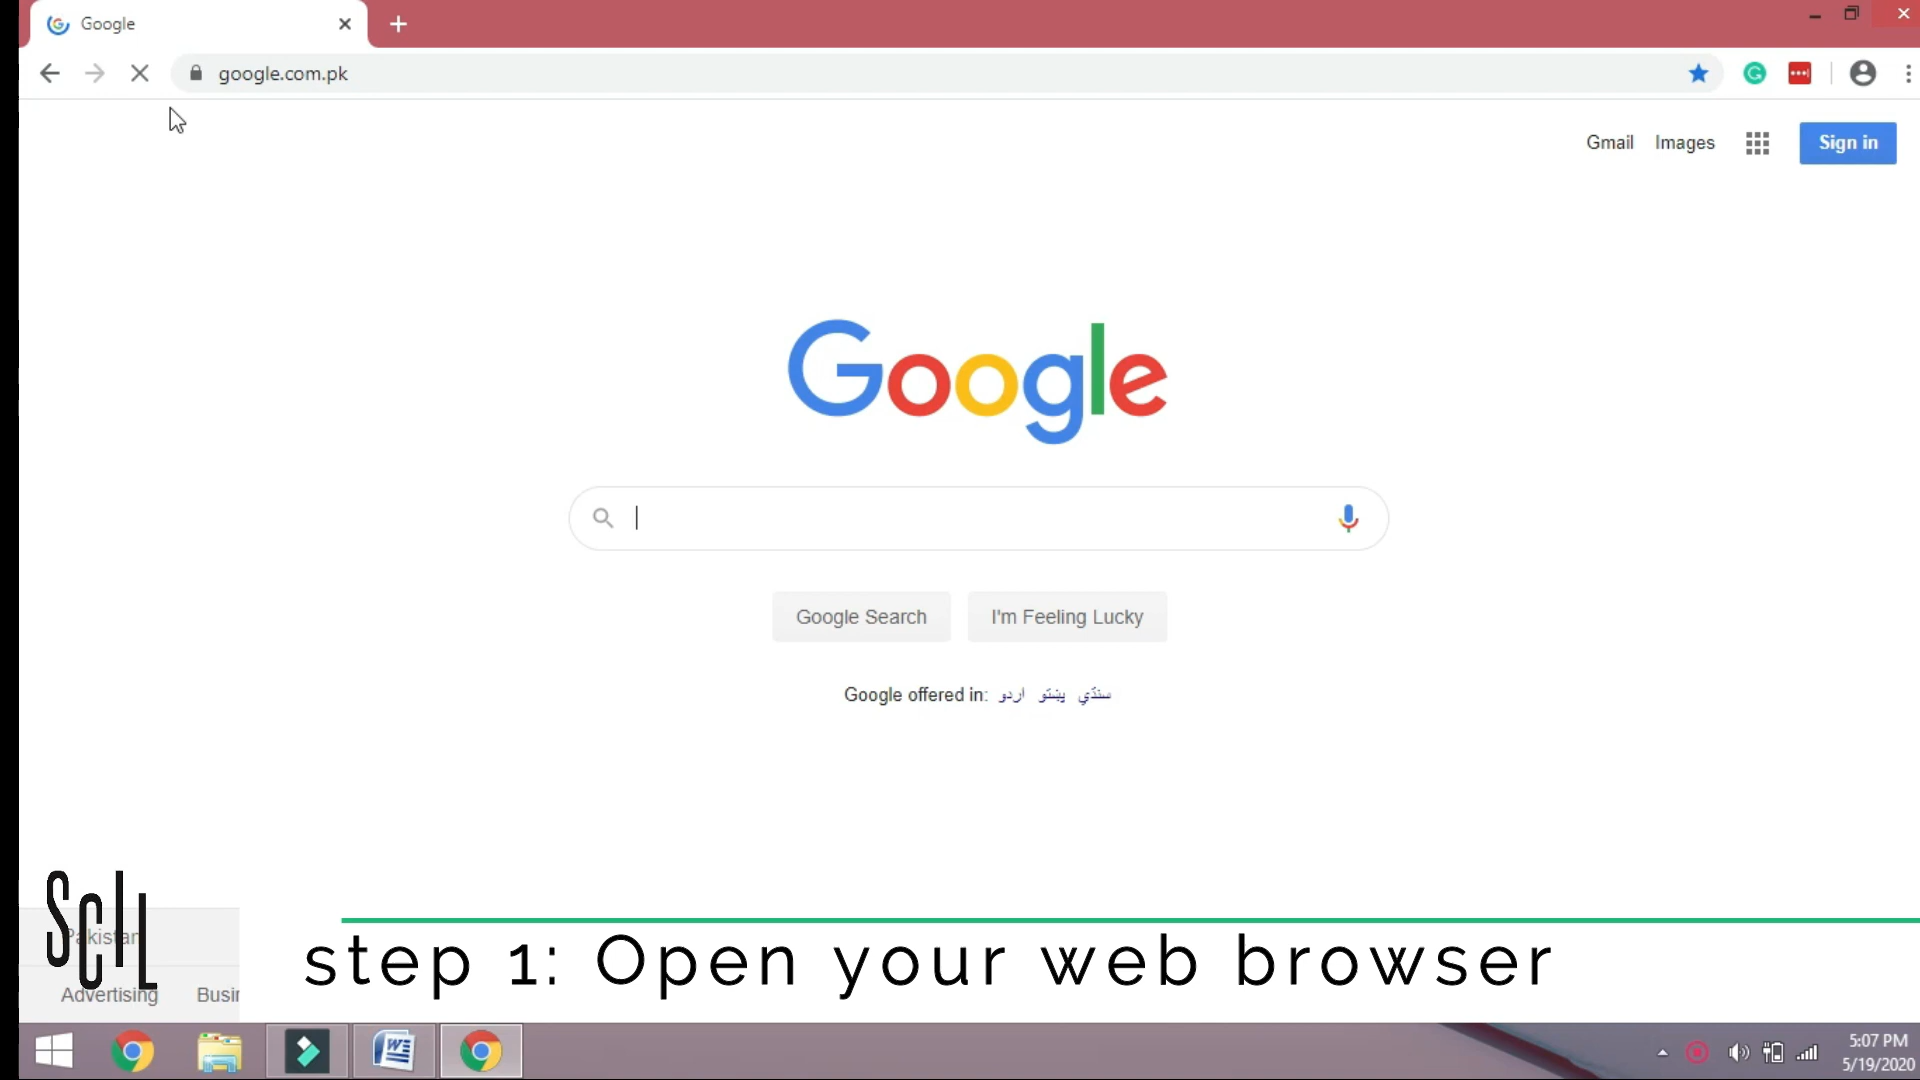 Google
google.com.pk
Gmail Images Sign in
Google
Google Search I'm Feeling Lucky
Google offered in: اردو پښتو سنڌي
SCIL
Pakistan
step 1: Open your web browser
Advertising Busin
5:07 PM
5/19/2020